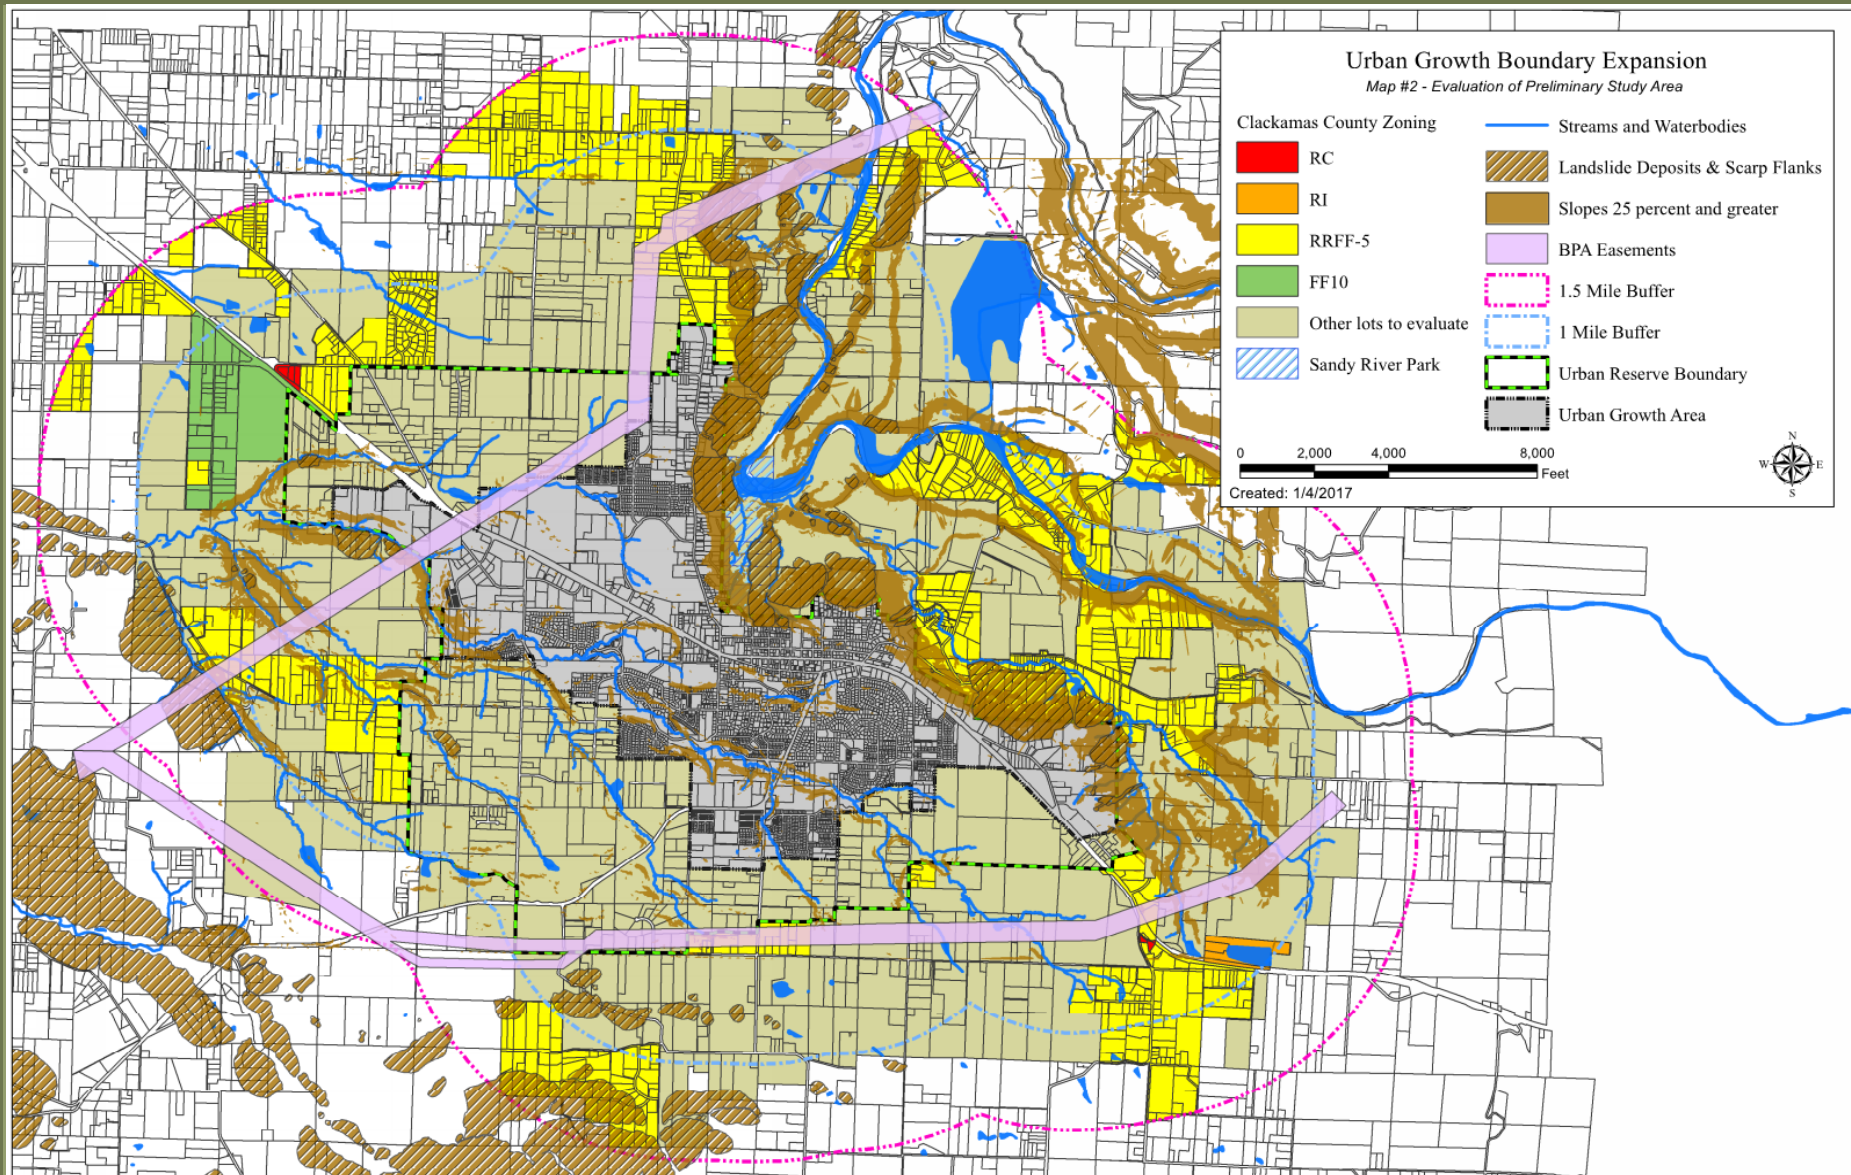 Urban Growth Boundary Expansion
Map #2 - Evaluation of Preliminary Study Area
Clackamas County Zoning
RC
RI
RRFF-5
FF10
Other lots to evaluate
Sandy River Park
Streams and Waterbodies
Landslide Deposits & Scarp Flanks
Slopes 25 percent and greater
BPA Easements
1.5 Mile Buffer
1 Mile Buffer
Urban Reserve Boundary
Urban Growth Area
0 2,000 4,000 8,000
Feet
Created: 1/4/2017
N
W E
S